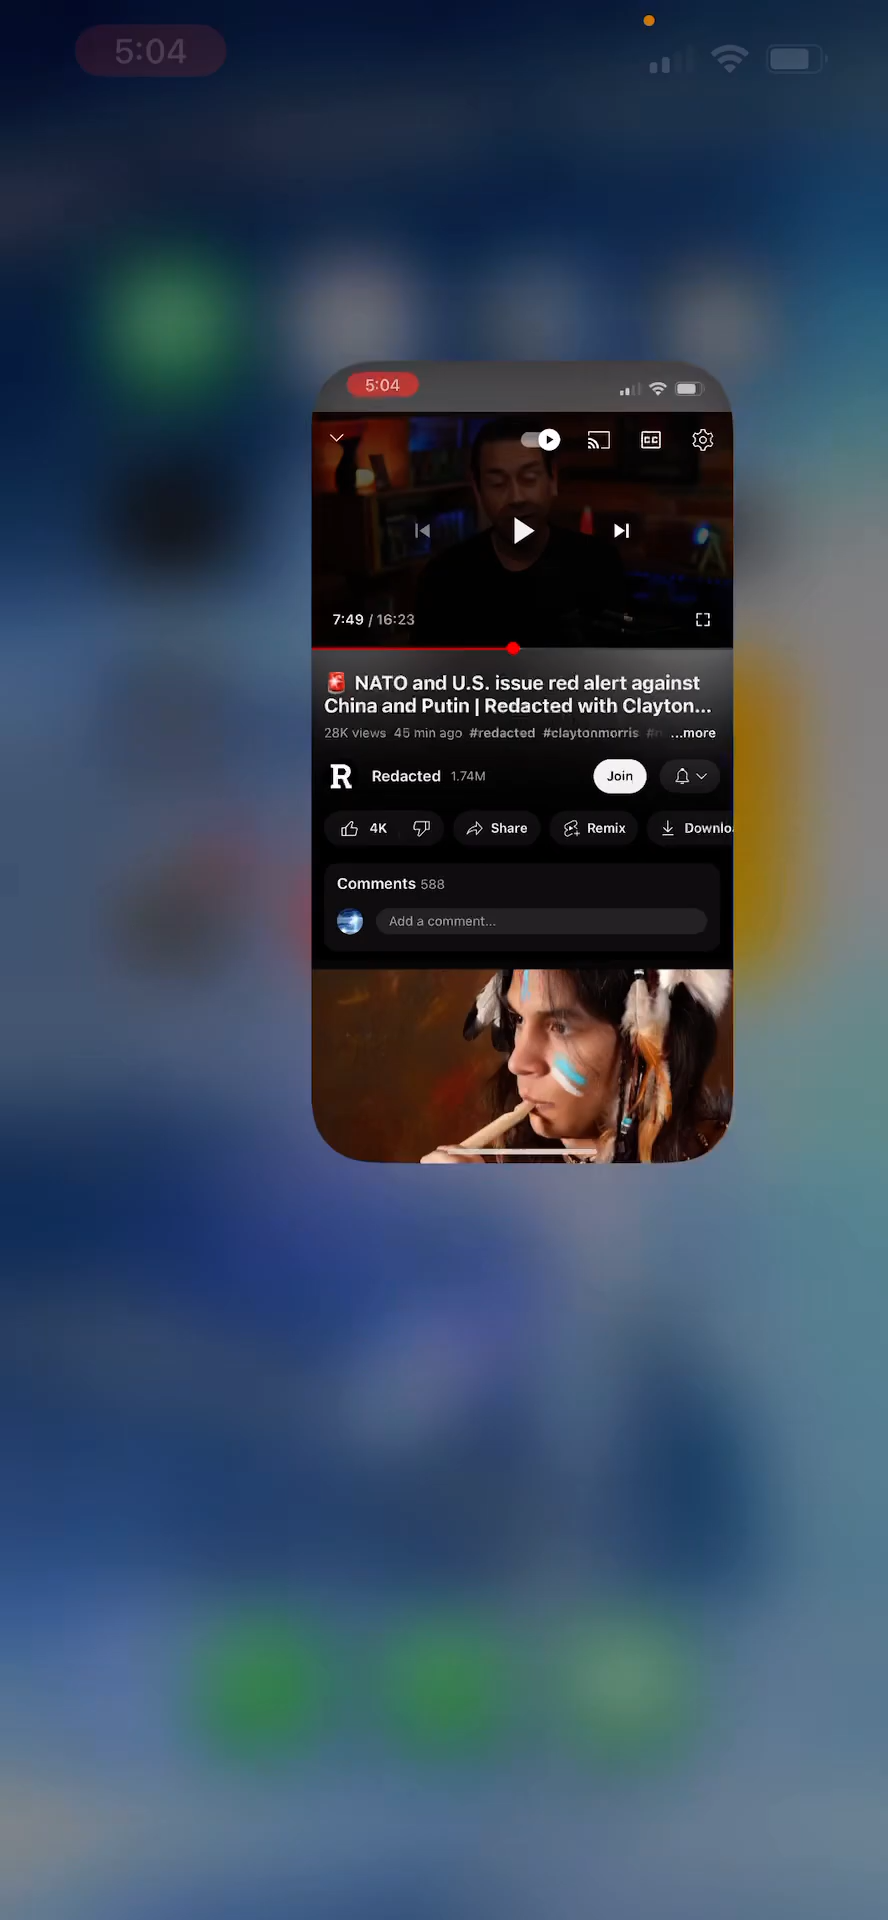 5:04
5:04
CC
7:49 / 16:23
🚨 NATO and U.S. issue red alert against
China and Putin | Redacted with Clayton...
28K views 45 min ago #redacted #claytonmorris ...more
R Redacted 1.74M Join
4K Share Remix Downlo
Comments 588
Add a comment...